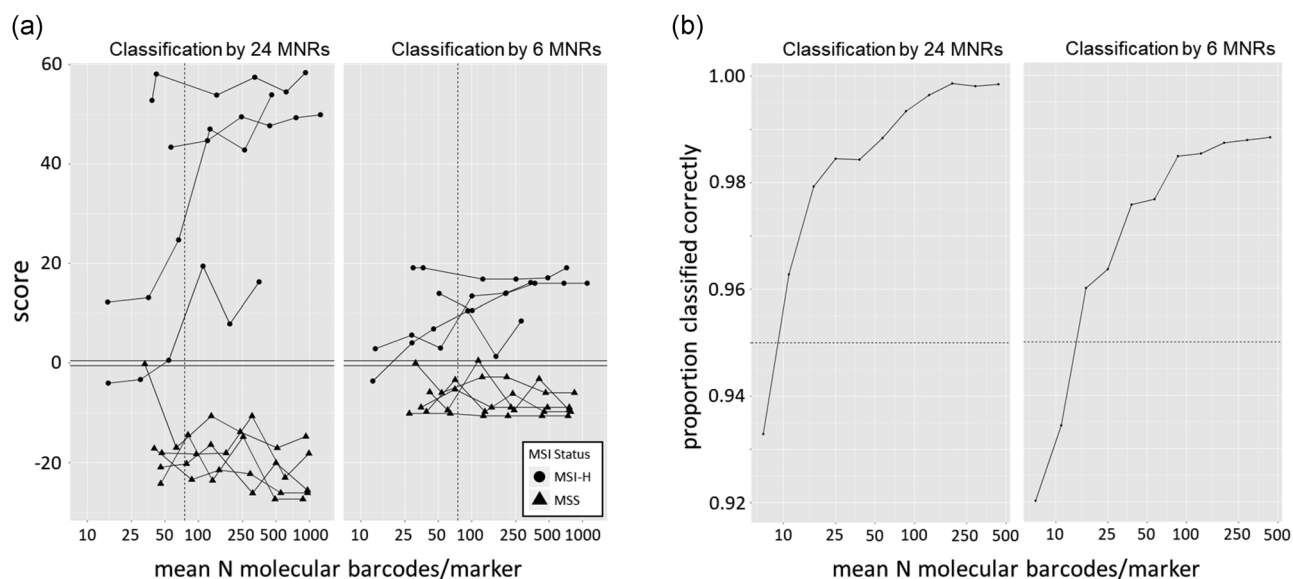 (a)
Classification by 24 MNRs
Classification by 6 MNRs
score
60
40
20
0
-20
10
25
50
100
250
500
1000
10
25
50
100
250
500
1000
mean N molecular barcodes/marker
MSI Status
MSI-H
MSS
(b)
Classification by 24 MNRs
Classification by 6 MNRs
proportion classified correctly
1.00
0.98
0.96
0.94
0.92
10
25
50
100
250
500
10
25
50
100
250
500
mean N molecular barcodes/marker